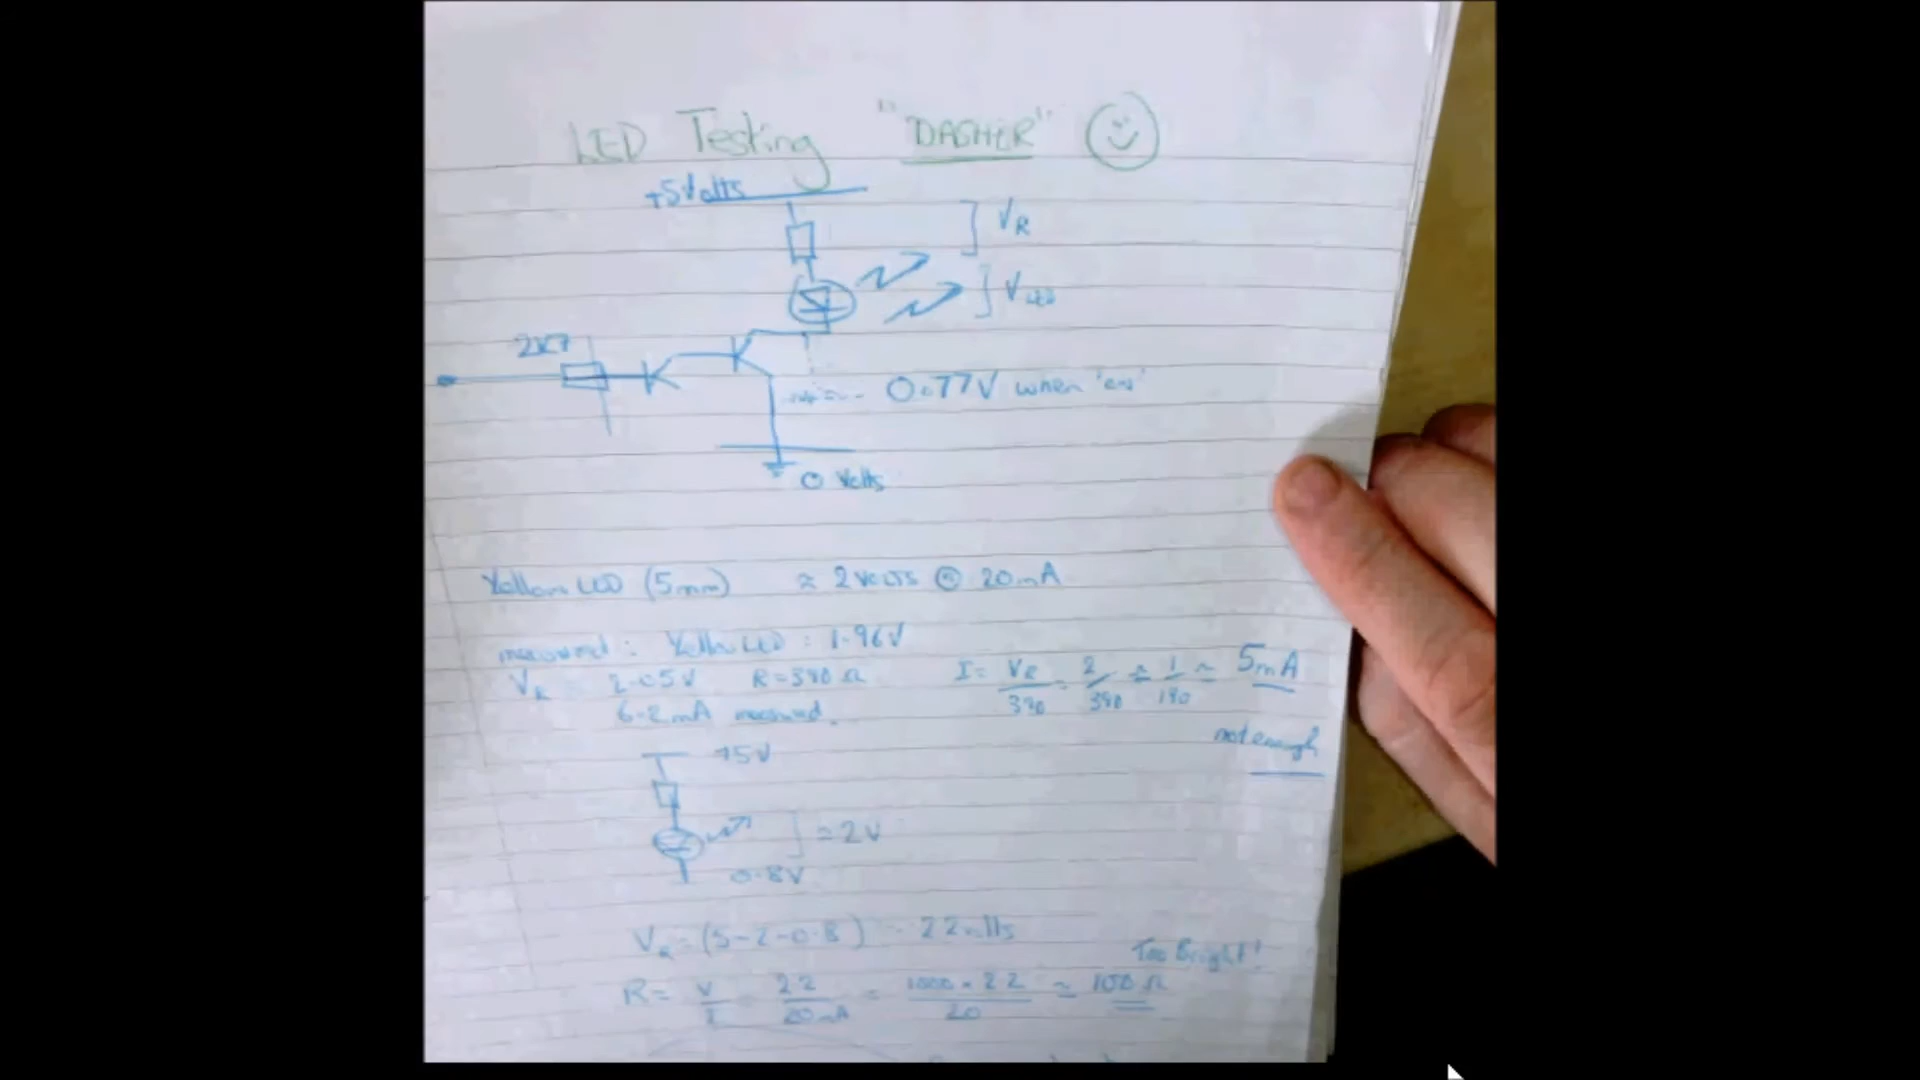 LED Testing "DASHER"
+5Volts
VR
VLED
2K7
0.77V when 'on'
0 Volts
Yellow LED (5mm) ≈ 2 VOLTS @ 20mA
measured: Yellow LED = 1.96V
VR 2.05V R=390Ω I = VR/390 = 2/390 ≈ 1/190 ≈ 5mA
6.2mA measured.
not enough
+5V
≈2V
0.8V
VR = (5-2-0.8) = 2.2 volts
Too Bright!
R = V/I = 2.2/20mA = 1000 × 2.2/20 ≈ 100Ω